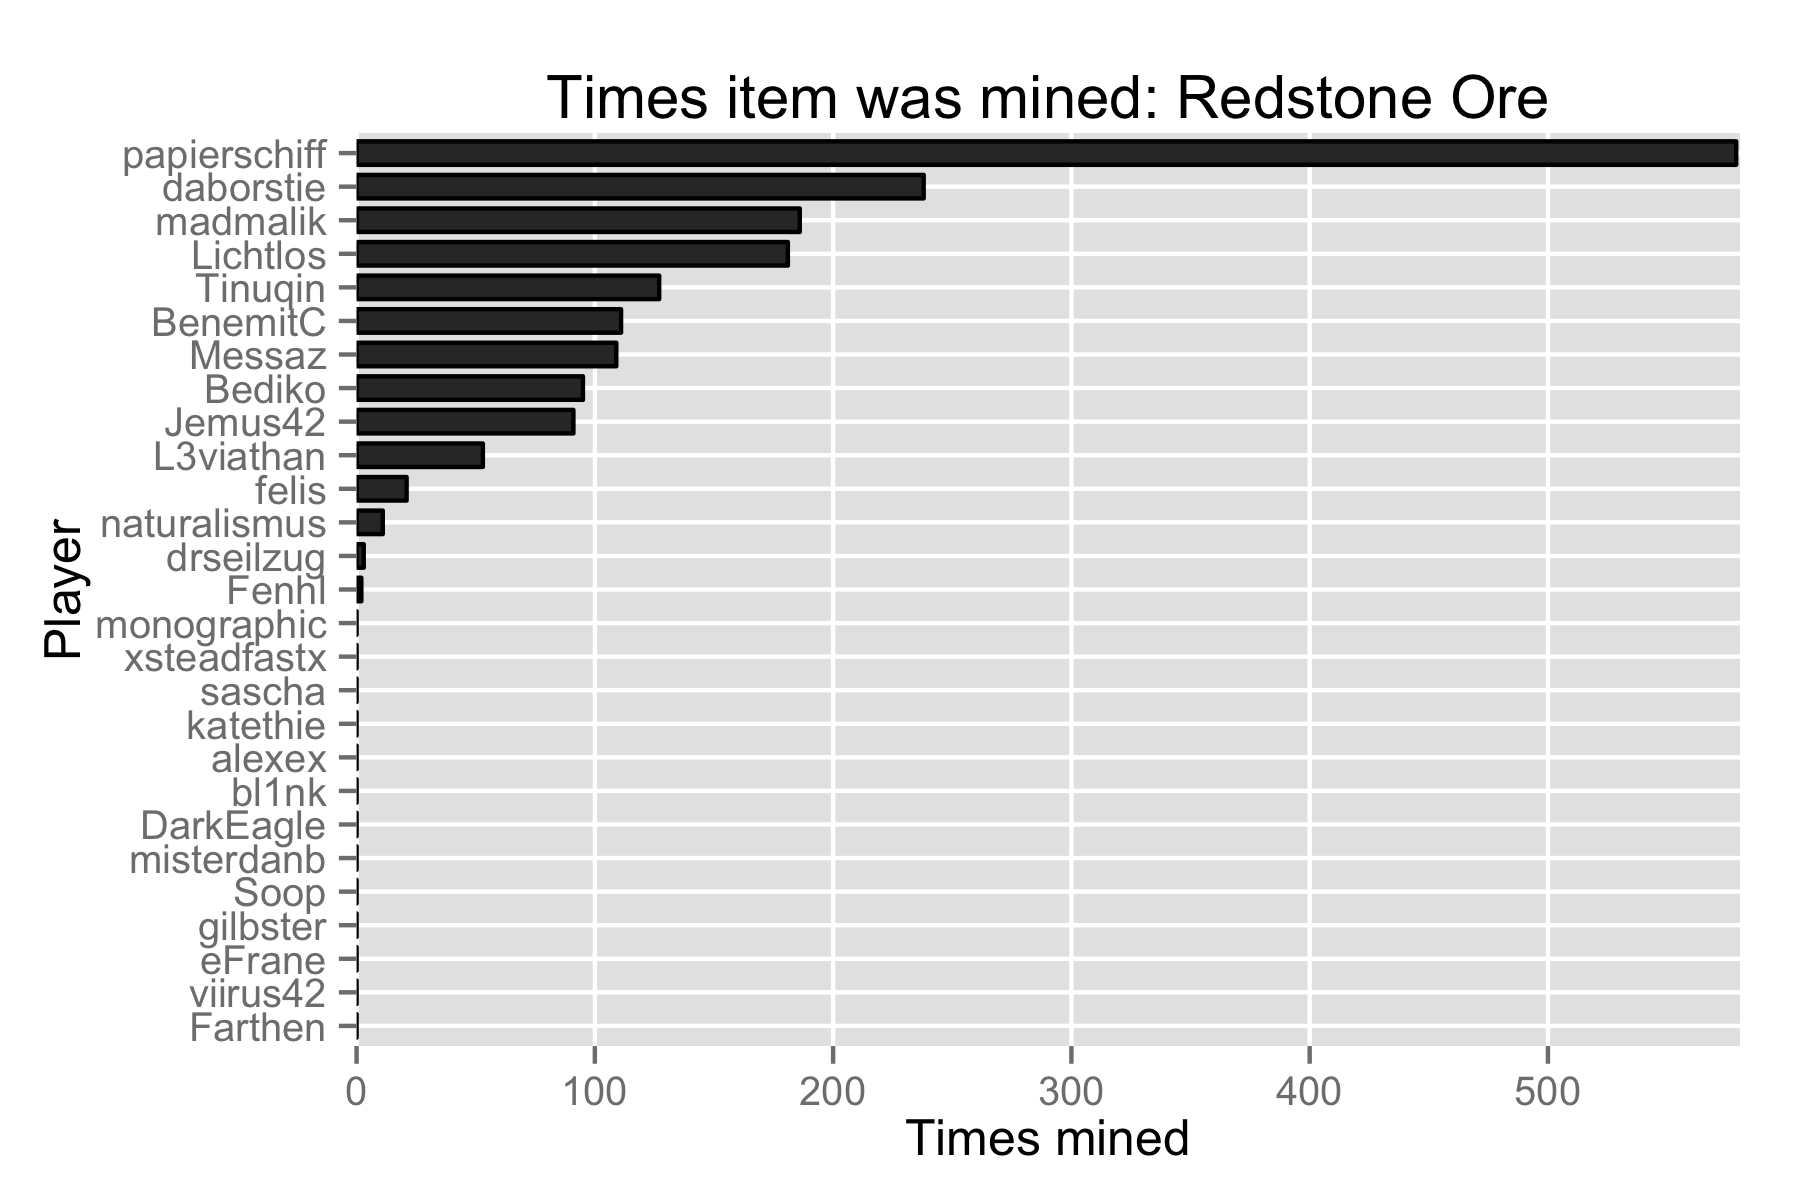 Times item was mined: Redstone Ore
papierschiff
daborstie
madmalik
Lichtlos
Tinuqin
BenemitC
Messaz
Bediko
Jemus42
L3viathan
felis
naturalismus
drseilzug
Fenhl
monographic
xsteadfastx
sascha
katethie
alexex
bl1nk
DarkEagle
misterdanb
Soop
gilbster
eFrane
viirus42
Farthen
Player
0 100 200 300 400 500
Times mined